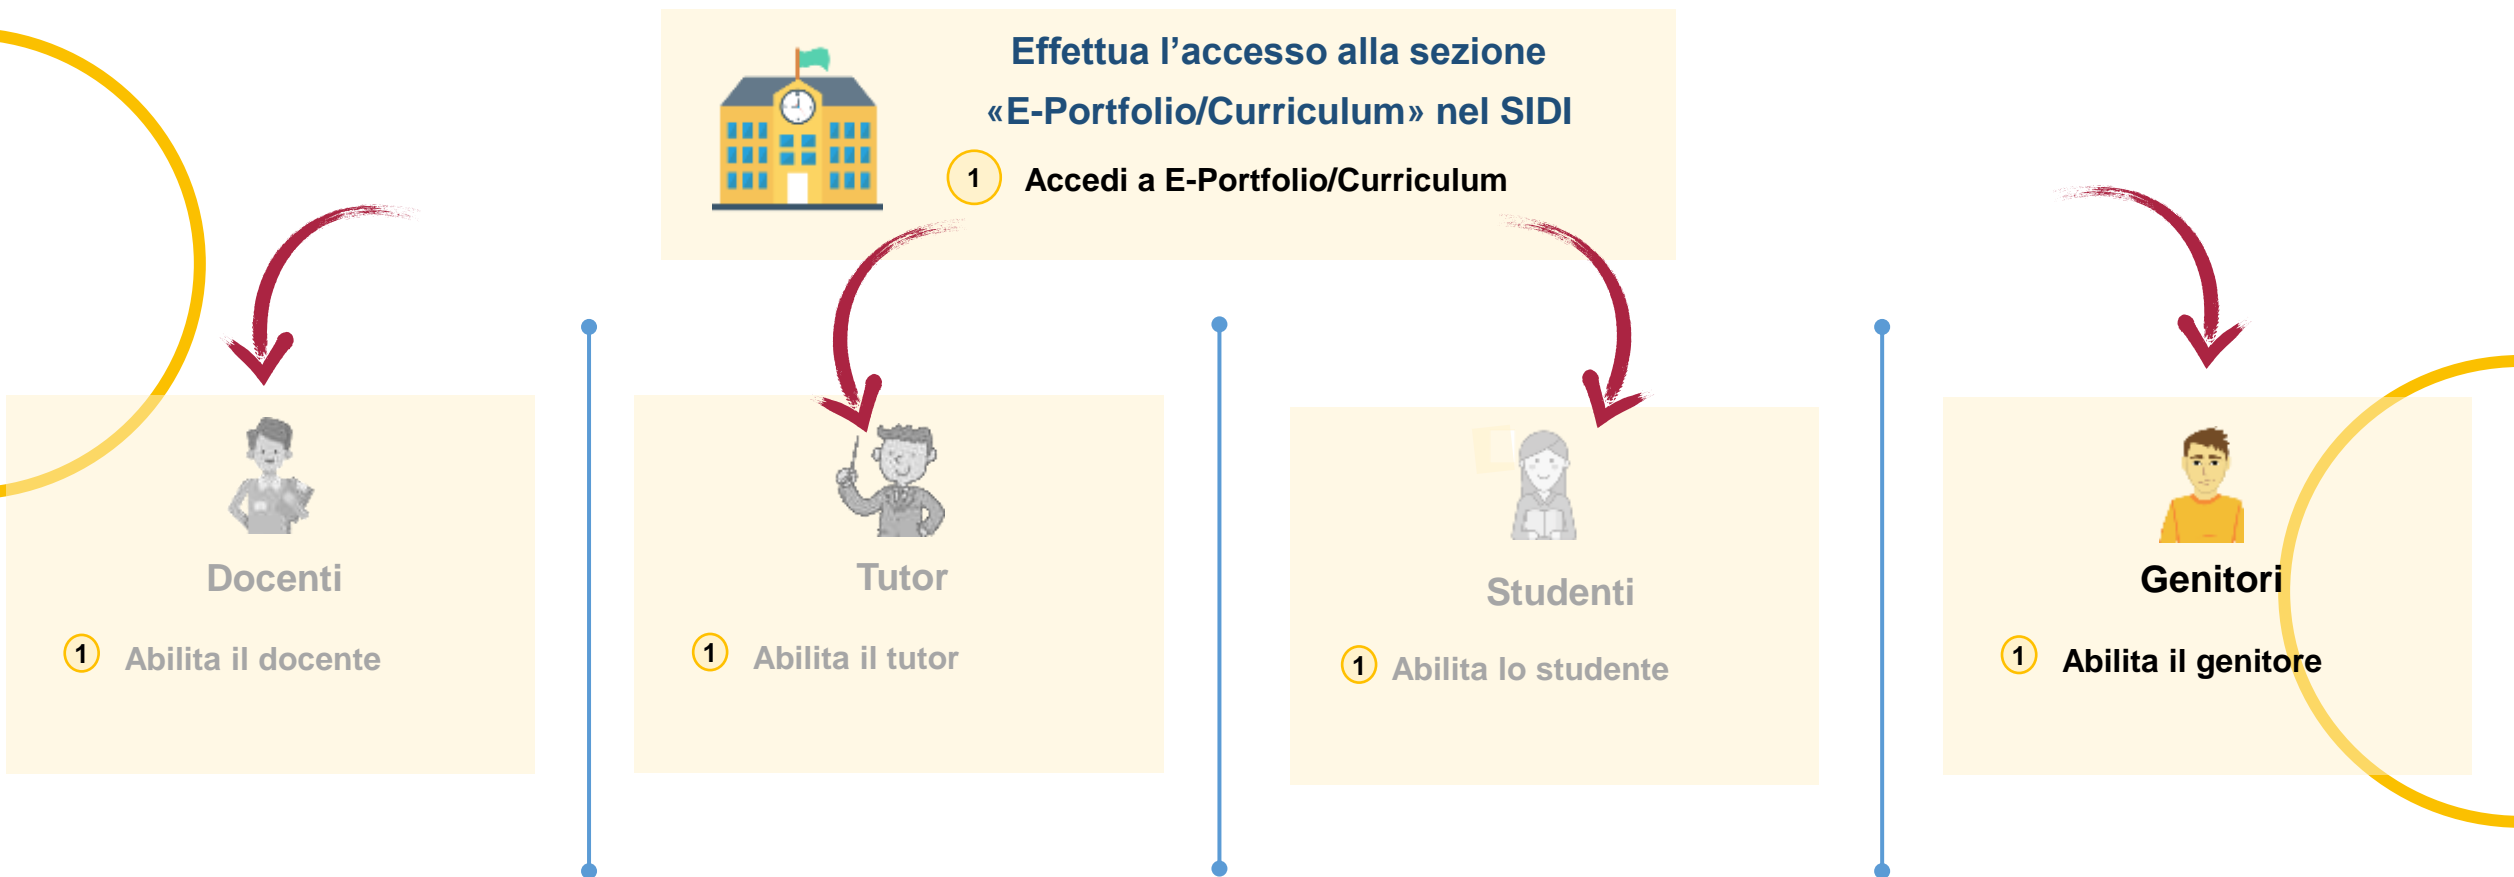 Effettua l’accesso alla sezione
«E-Portfolio/Curriculum» nel SIDI
1 Accedi a E-Portfolio/Curriculum
Docenti
1 Abilita il docente
Tutor
1 Abilita il tutor
Studenti
1 Abilita lo studente
Genitori
1 Abilita il genitore